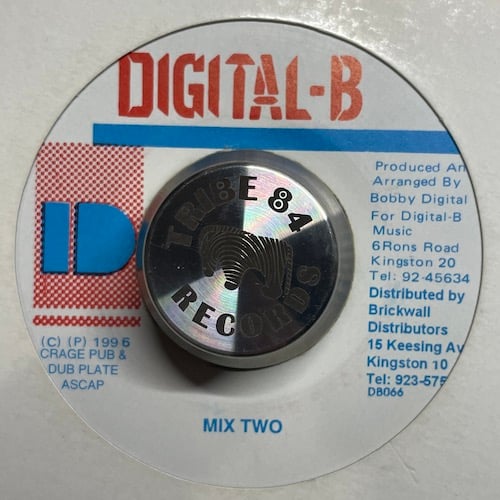 DIGITAL-B
Produced An
Arranged By
Bobby Digital
For Digital-B
Music
6Rons Road
Kingston 20
Tel: 92-45634
Distributed by
Brickwall
Distributors
15 Keesing Av
Kingston 10
Tel: 923-575
DB066
D
TRIBE 84
RECORDS
(C) (P) 1996
CRAGE PUB &
DUB PLATE
ASCAP
MIX TWO